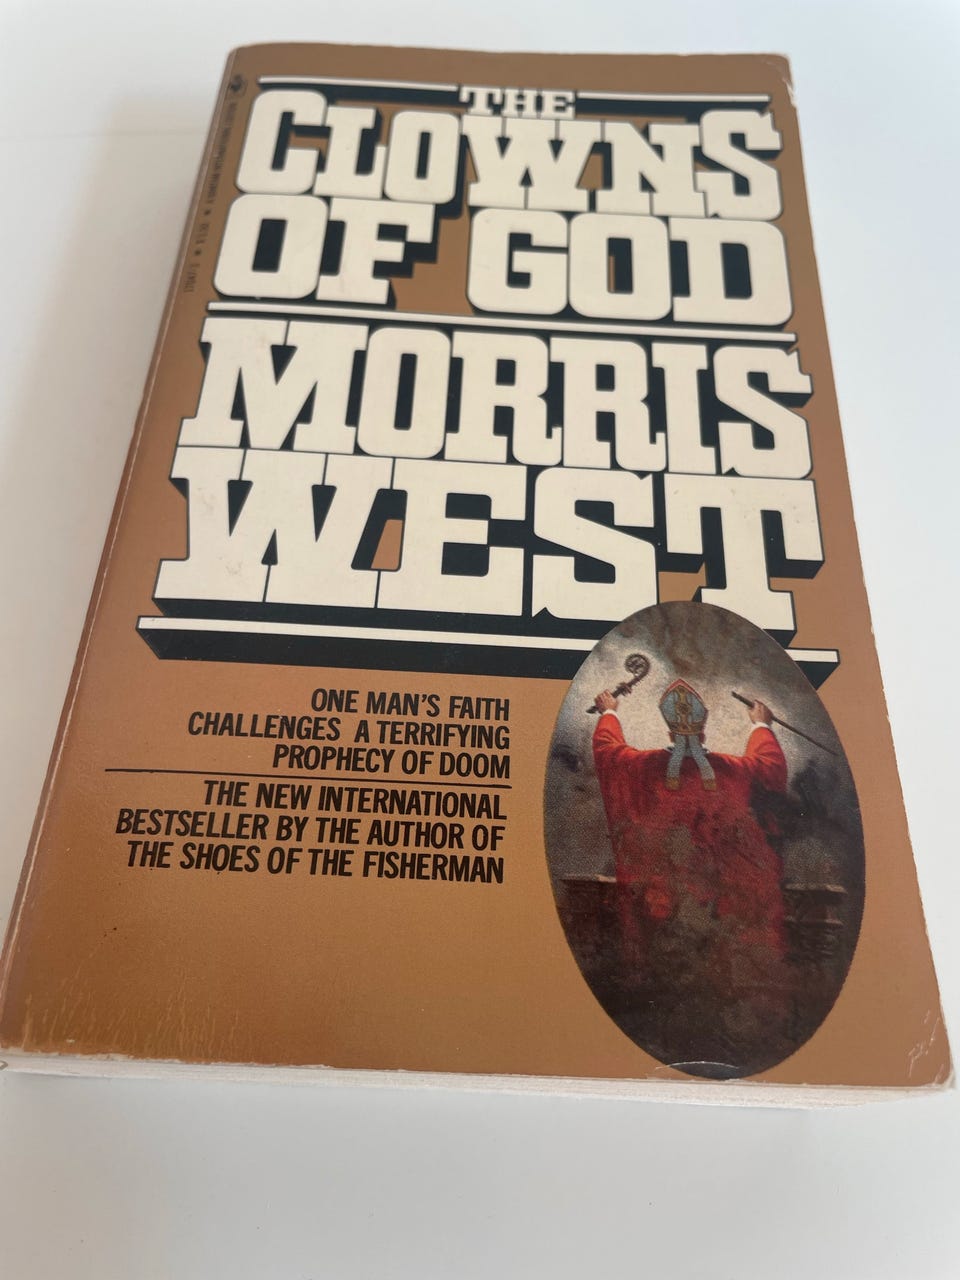 THE
CLOWNS
OF GOD
MORRIS
WEST
ONE MAN'S FAITH
CHALLENGES A TERRIFYING
PROPHECY OF DOOM
THE NEW INTERNATIONAL
BESTSELLER BY THE AUTHOR OF
THE SHOES OF THE FISHERMAN